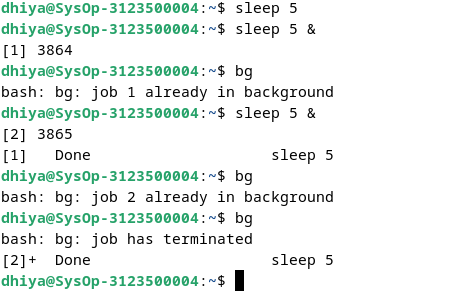 dhiya@SysOp-3123500004:~$ sleep 5
dhiya@SysOp-3123500004:~$ sleep 5 &
[1] 3864
dhiya@SysOp-3123500004:~$ bg
bash: bg: job 1 already in background
dhiya@SysOp-3123500004:~$ sleep 5 &
[2] 3865
[1]   Done                    sleep 5
dhiya@SysOp-3123500004:~$ bg
bash: bg: job 2 already in background
dhiya@SysOp-3123500004:~$ bg
bash: bg: job has terminated
[2]+  Done                    sleep 5
dhiya@SysOp-3123500004:~$